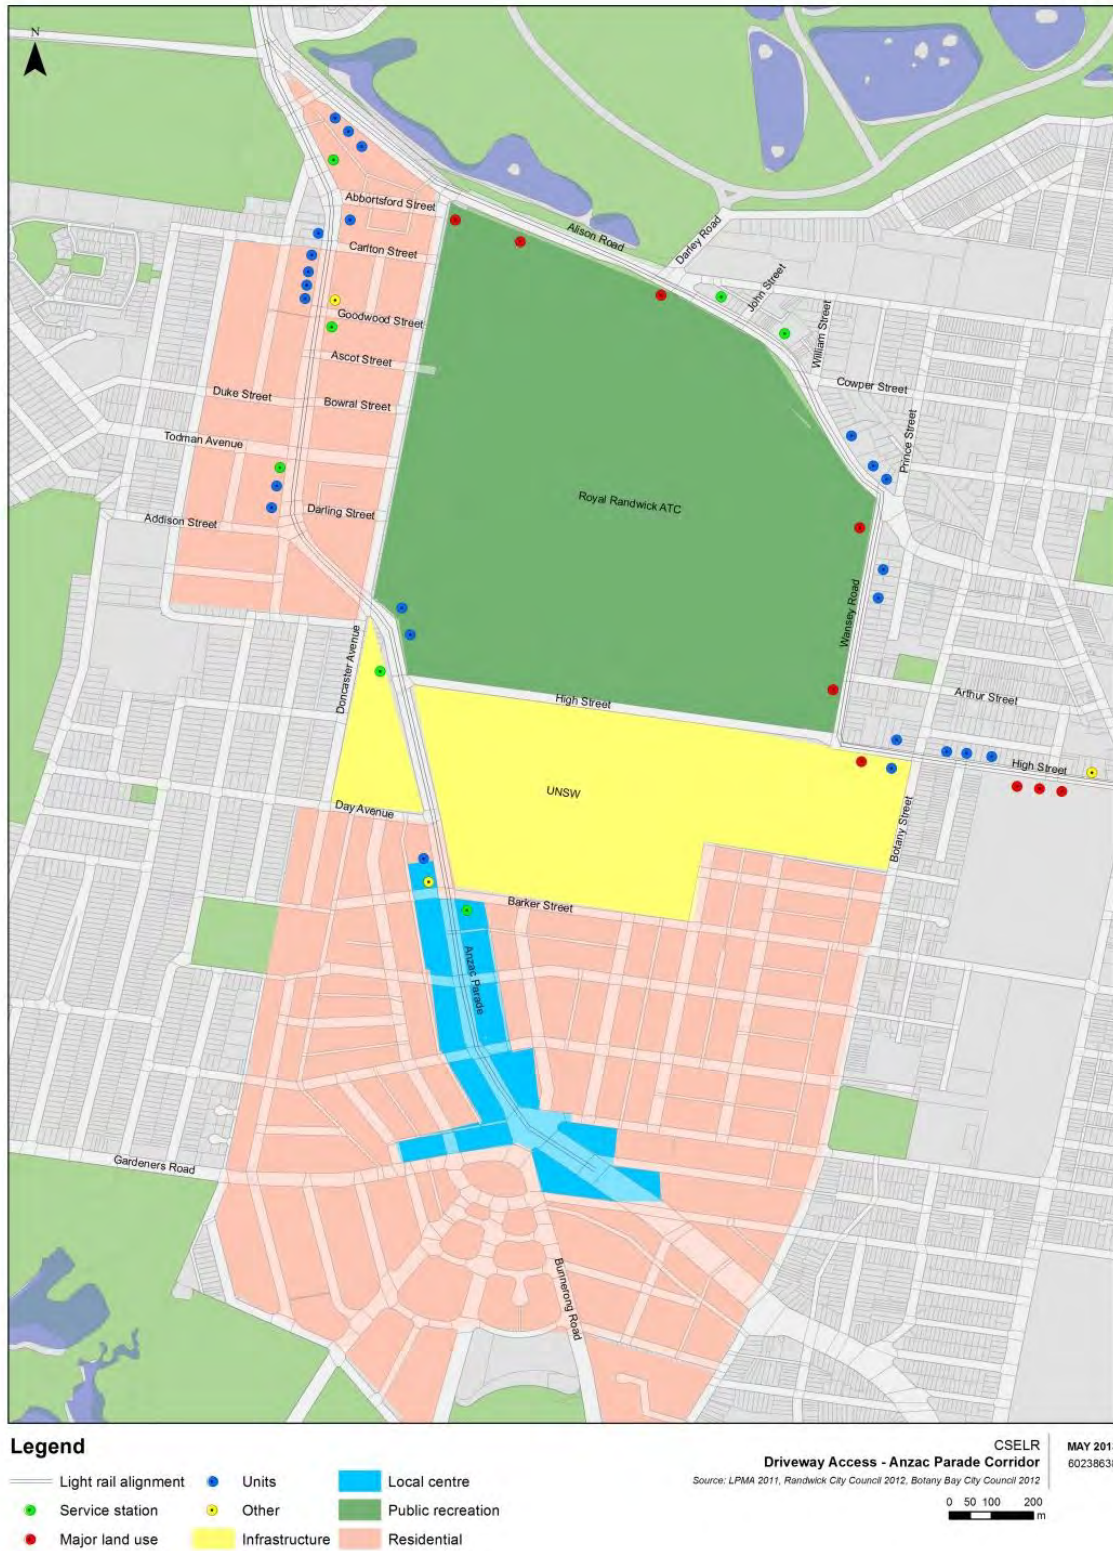 N
Abbortsford Street
Alison Road
Darley Road
Carlton Street
John Street
Goodwood Street
William Street
Ascot Street
Cowper Street
Duke Street
Bowral Street
Todman Avenue
Prince Street
Royal Randwick ATC
Darling Street
Addison Street
Wansey Road
Doncaster Avenue
High Street
Arthur Street
High Street
UNSW
Day Avenue
Botany Street
Barker Street
Anzac Parade
Gardeners Road
Bunnerong Road
Legend
Light rail alignment
Units
Local centre
Service station
Other
Public recreation
Major land use
Infrastructure
Residential
CSELR
Driveway Access - Anzac Parade Corridor
Source: LPMA 2011, Randwick City Council 2012, Botany Bay City Council 2012
MAY 2013
60238638
0 50 100 200
m